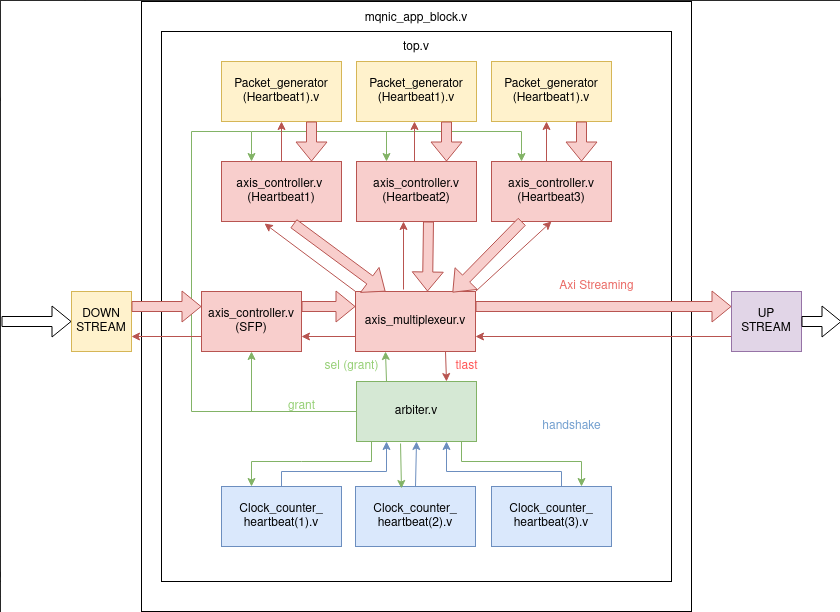 mqnic_app_block.v
top.v
Packet_generator
(Heartbeat1).v
Packet_generator
(Heartbeat1).v
Packet_generator
(Heartbeat1).v
axis_controller.v
(Heartbeat1)
axis_controller.v
(Heartbeat2)
axis_controller.v
(Heartbeat3)
Axi Streaming
DOWN
STREAM
axis_controller.v
(SFP)
axis_multiplexeur.v
UP
STREAM
sel (grant)
tlast
grant
arbiter.v
handshake
Clock_counter_
heartbeat(1).v
Clock_counter_
heartbeat(2).v
Clock_counter_
heartbeat(3).v